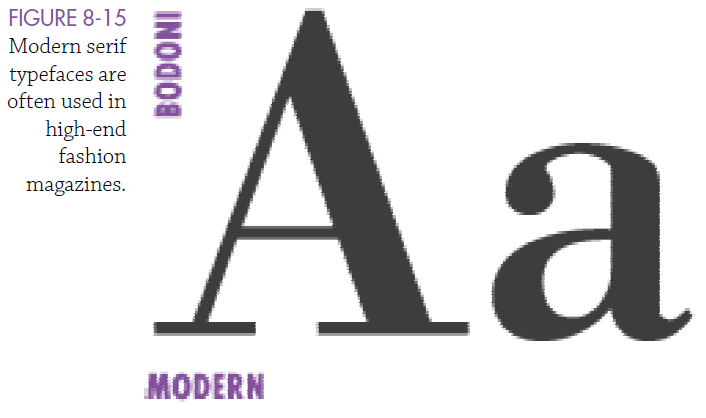 FIGURE 8-15
Modern serif
typefaces are
often used in
high-end
fashion
magazines.
BODONI
Aa
MODERN